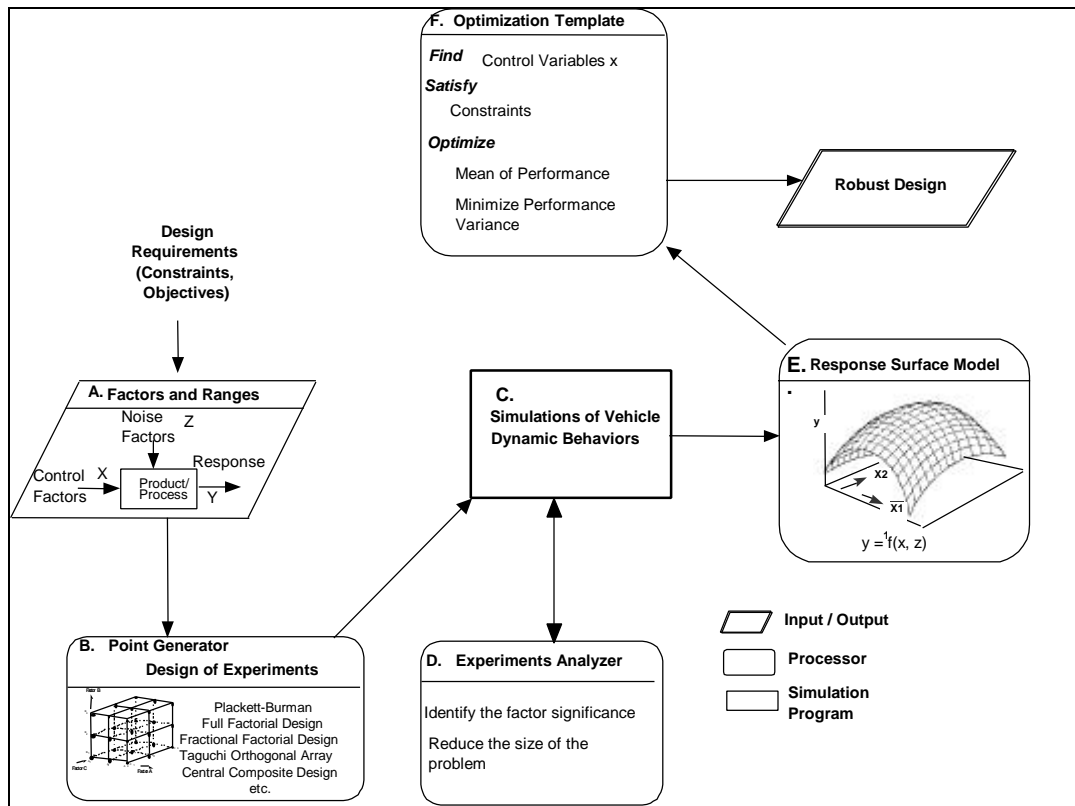 F. Optimization Template
Find Control Variables x
Satisfy
Constraints
Optimize
Mean of Performance
Minimize Performance
Variance
Robust Design
Design
Requirements
(Constraints,
Objectives)
A. Factors and Ranges
Noise
Factors
Z
Control
Factors
X
Product/
Process
Response
Y
B. Point Generator
Design of Experiments
Factor B
Factor C
Factor A
Plackett-Burman
Full Factorial Design
Fractional Factorial Design
Taguchi Orthogonal Array
Central Composite Design
etc.
C.
Simulations of Vehicle
Dynamic Behaviors
D. Experiments Analyzer
Identify the factor significance
Reduce the size of the
problem
E. Response Surface Model
.
y
X2
X1
1
y = f(x, z)
Input / Output
Processor
Simulation
Program